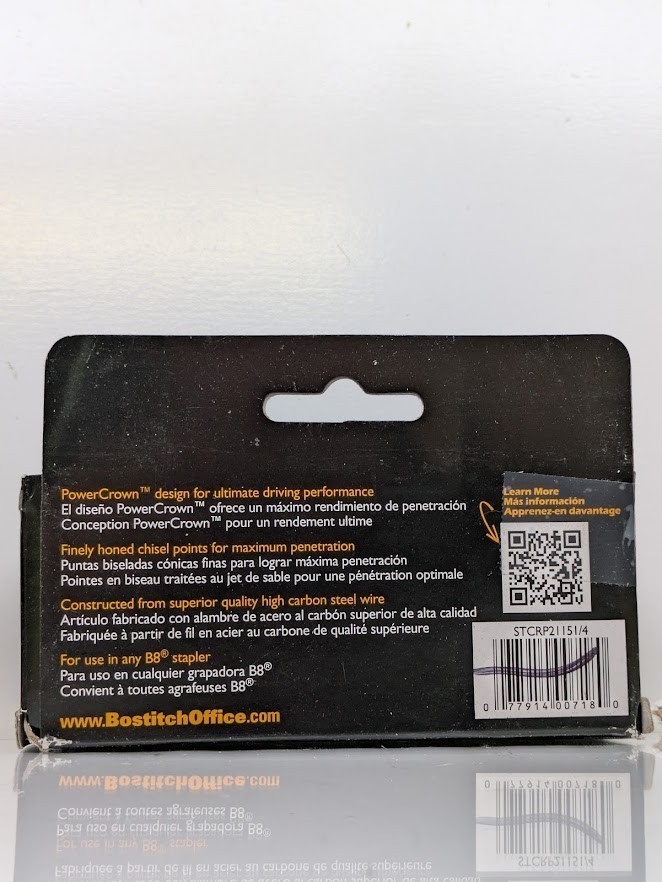 PowerCrown™ design for ultimate driving performance
El diseño PowerCrown™ ofrece un máximo rendimiento de penetración
Conception PowerCrown™ pour un rendement ultime
Finely honed chisel points for maximum penetration
Puntas biseladas cónicas finas para lograr máxima penetración
Pointes en biseau traitées au jet de sable pour une pénétration optimale
Constructed from superior quality high carbon steel wire
Artículo fabricado con alambre de acero al carbón superior de alta calidad
Fabriquée à partir de fil en acier au carbone de qualité supérieure
For use in any B8® stapler
Para uso en cualquier grapadora B8®
Convient à toutes agrafeuses B8®
www.BostitchOffice.com
Learn More
Más información
Apprenez-en davantage
STCRP21151/4
0 77914 00718 0